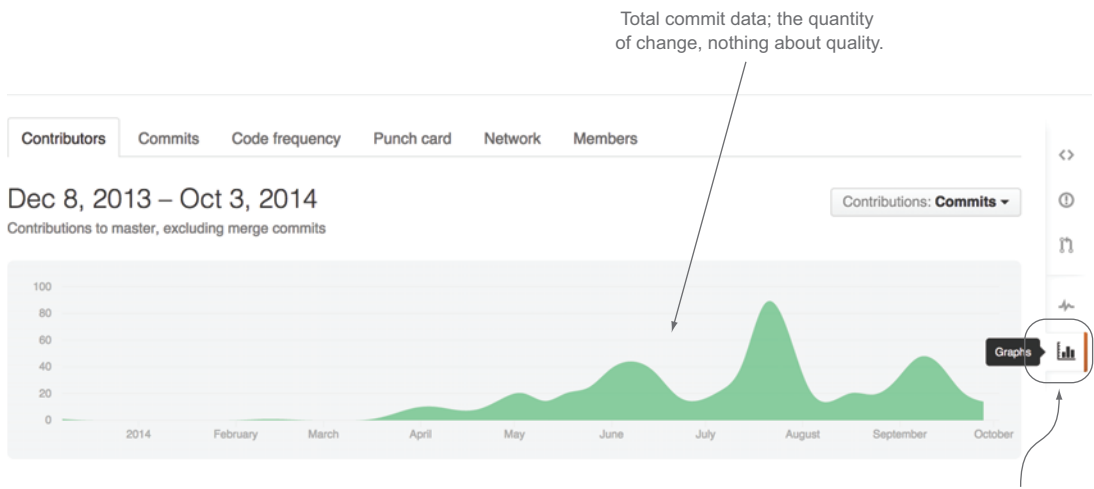 Total commit data; the quantity
of change, nothing about quality.
Contributors Commits Code frequency Punch card Network Members
Dec 8, 2013 – Oct 3, 2014
Contributions: Commits
Contributions to master, excluding merge commits
100
80
60
Graphs
40
20
0
2014 February March April May June July August September October